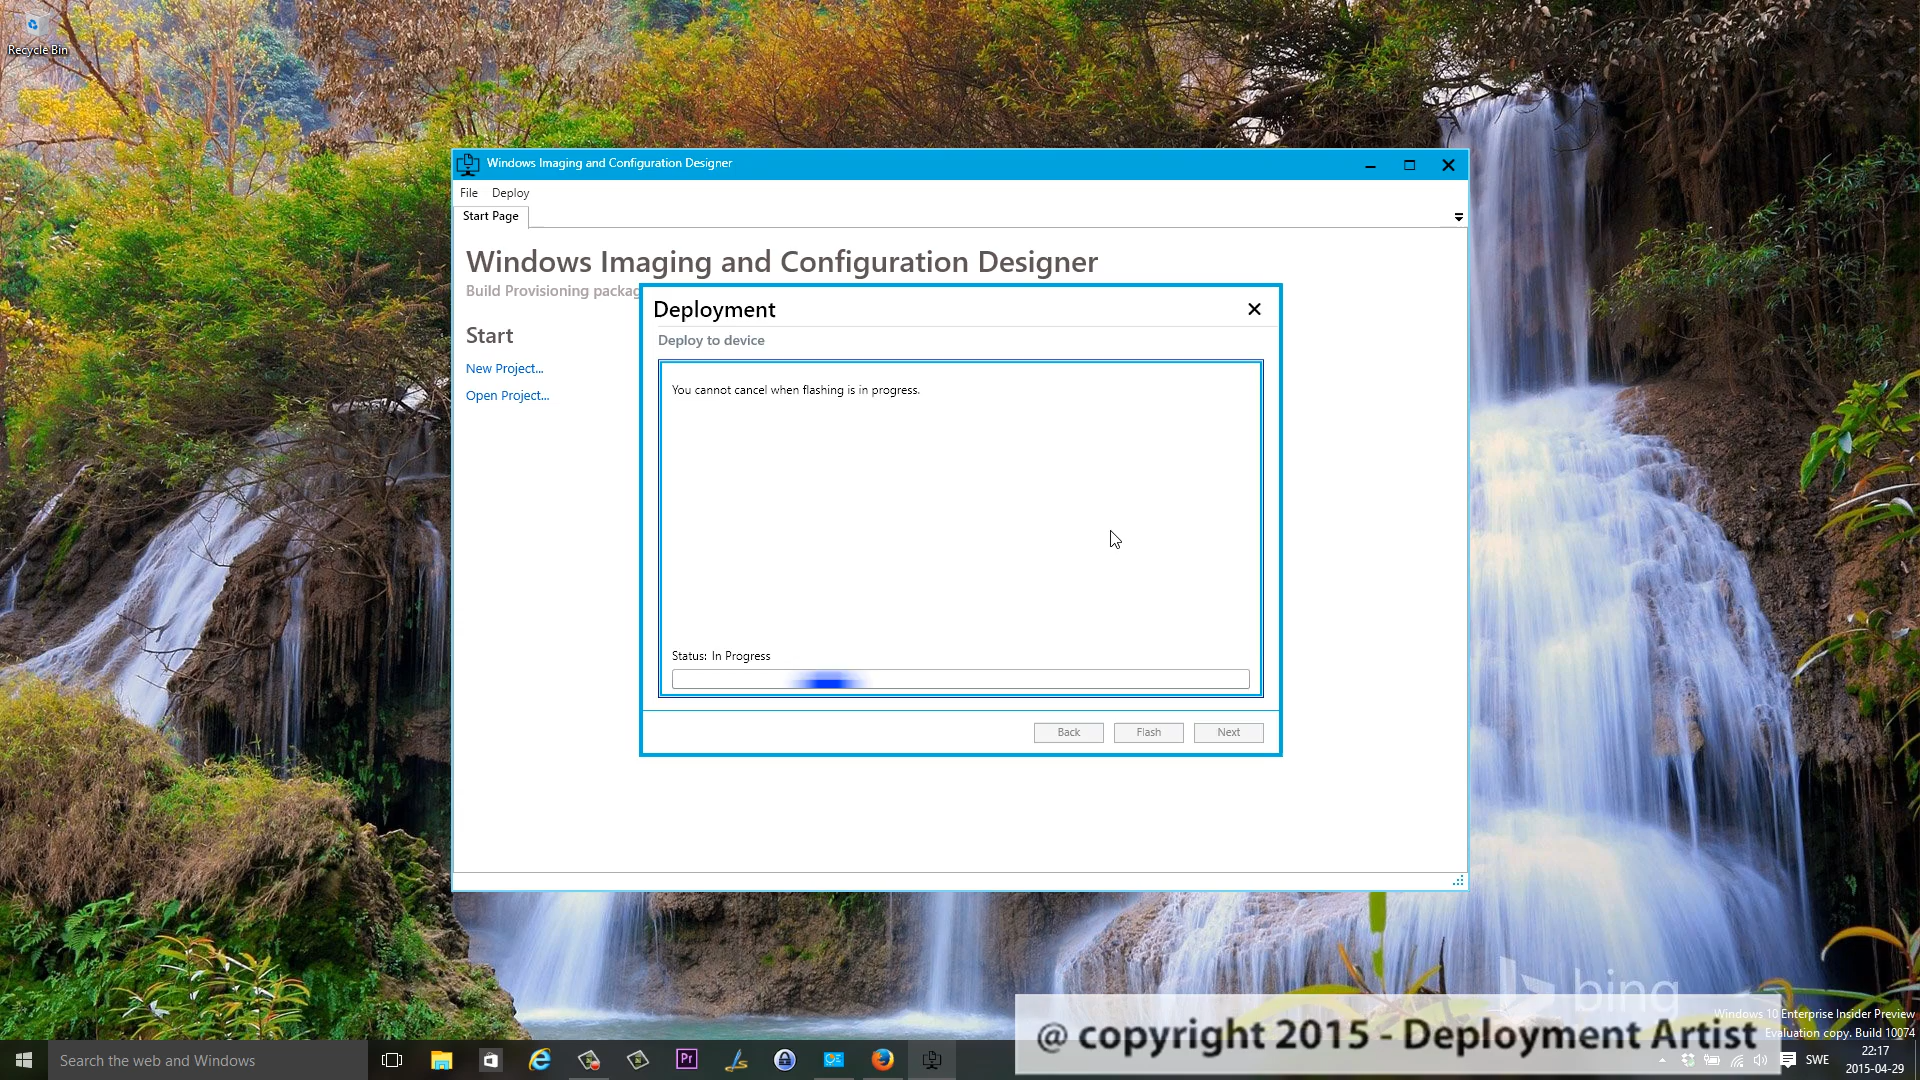 Recycle Bin
Windows Imaging and Configuration Designer
File Deploy
Start Page
Windows Imaging and Configuration Designer
Build Provisioning packag
Start
New Project...
Open Project...
Deployment
Deploy to device
You cannot cancel when flashing is in progress.
Status: In Progress
Back Flash Next
bing
Windows 10 Enterprise Insider Preview
Evaluation copy. Build 10074
@ copyright 2015 - Deployment Artist
Search the web and Windows
Pr
SWE
22:17
2015-04-29